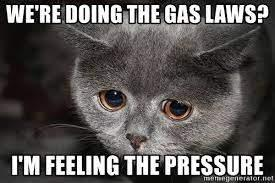 WE'RE DOING THE GAS LAWS?
I'M FEELING THE PRESSURE
memegenerator.net